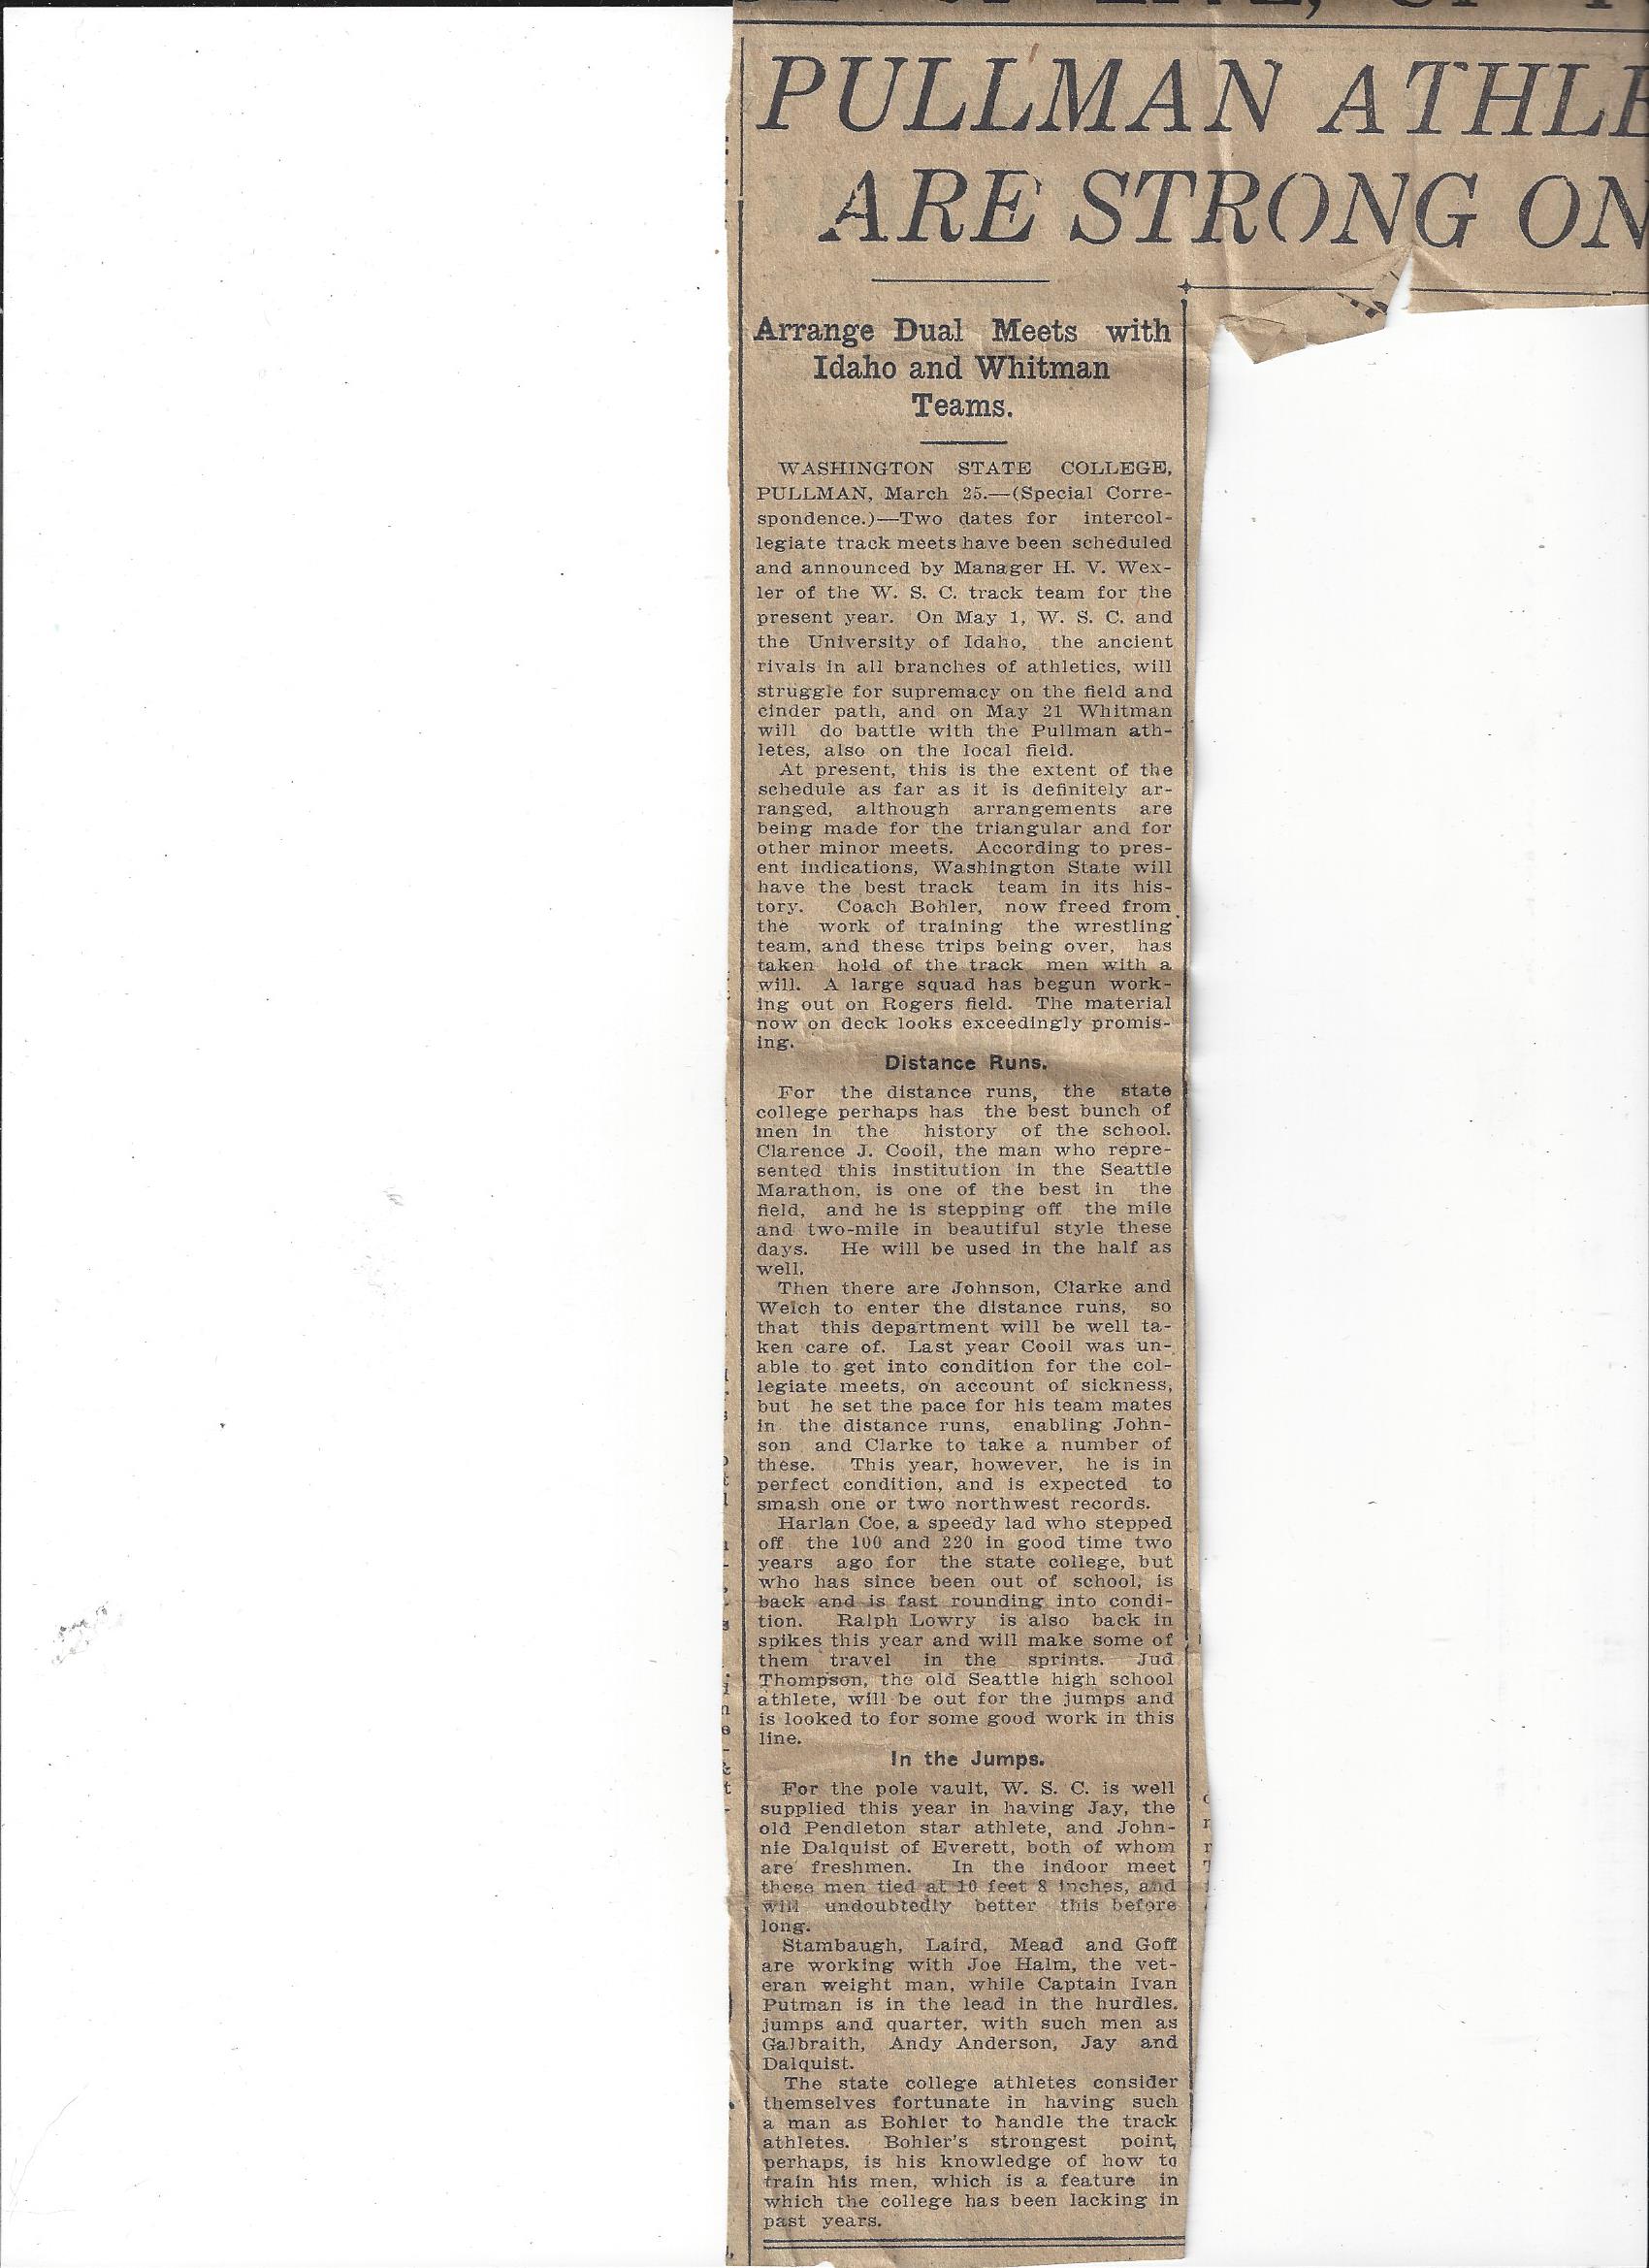 PULLMAN ATHLE
ARE STRONG ON
Arrange Dual Meets with
Idaho and Whitman
Teams.
WASHINGTON STATE COLLEGE,
PULLMAN, March 25.—(Special Corre-
spondence.)—Two dates for intercol-
legiate track meets have been scheduled
and announced by Manager H. V. Wex-
ler of the W. S. C. track team for the
present year. On May 1, W. S. C. and
the University of Idaho, the ancient
rivals in all branches of athletics, will
struggle for supremacy on the field and
cinder path, and on May 21 Whitman
will do battle with the Pullman ath-
letes, also on the local field.
At present, this is the extent of the
schedule as far as it is definitely ar-
ranged, although arrangements are
being made for the triangular and for
other minor meets. According to pres-
ent indications, Washington State will
have the best track team in its his-
tory. Coach Bohler, now freed from
the work of training the wrestling
team, and these trips being over, has
taken hold of the track men with a
will. A large squad has begun work-
ing out on Rogers field. The material
now on deck looks exceedingly promis-
ing.
Distance Runs.
For the distance runs, the state
college perhaps has the best bunch of
men in the history of the school.
Clarence J. Cooil, the man who repre-
sented this institution in the Seattle
Marathon, is one of the best in the
field, and he is stepping off the mile
and two-mile in beautiful style these
days. He will be used in the half as
well.
Then there are Johnson, Clarke and
Welch to enter the distance runs, so
that this department will be well ta-
ken care of. Last year Cooil was un-
able to get into condition for the col-
legiate meets, on account of sickness,
but he set the pace for his team mates
in the distance runs, enabling John-
son and Clarke to take a number of
these. This year, however, he is in
perfect condition, and is expected to
smash one or two northwest records.
Harlan Coe, a speedy lad who stepped
off the 100 and 220 in good time two
years ago for the state college, but
who has since been out of school, is
back and is fast rounding into condi-
tion. Ralph Lowry is also back in
spikes this year and will make some of
them travel in the sprints. Jud
Thompson, the old Seattle high school
athlete, will be out for the jumps and
is looked to for some good work in this
line.
In the Jumps.
For the pole vault, W. S. C. is well
supplied this year in having Jay, the
old Pendleton star athlete, and John-
nie Dalquist of Everett, both of whom
are freshmen. In the indoor meet
these men tied at 10 feet 8 inches, and
will undoubtedly better this before
long.
Stambaugh, Laird, Mead and Goff
are working with Joe Halm, the vet-
eran weight man, while Captain Ivan
Putman is in the lead in the hurdles,
jumps and quarter, with such men as
Galbraith, Andy Anderson, Jay and
Dalquist.
The state college athletes consider
themselves fortunate in having such
a man as Bohler to handle the track
athletes. Bohler's strongest point,
perhaps, is his knowledge of how to
train his men, which is a feature in
which the college has been lacking in
past years.